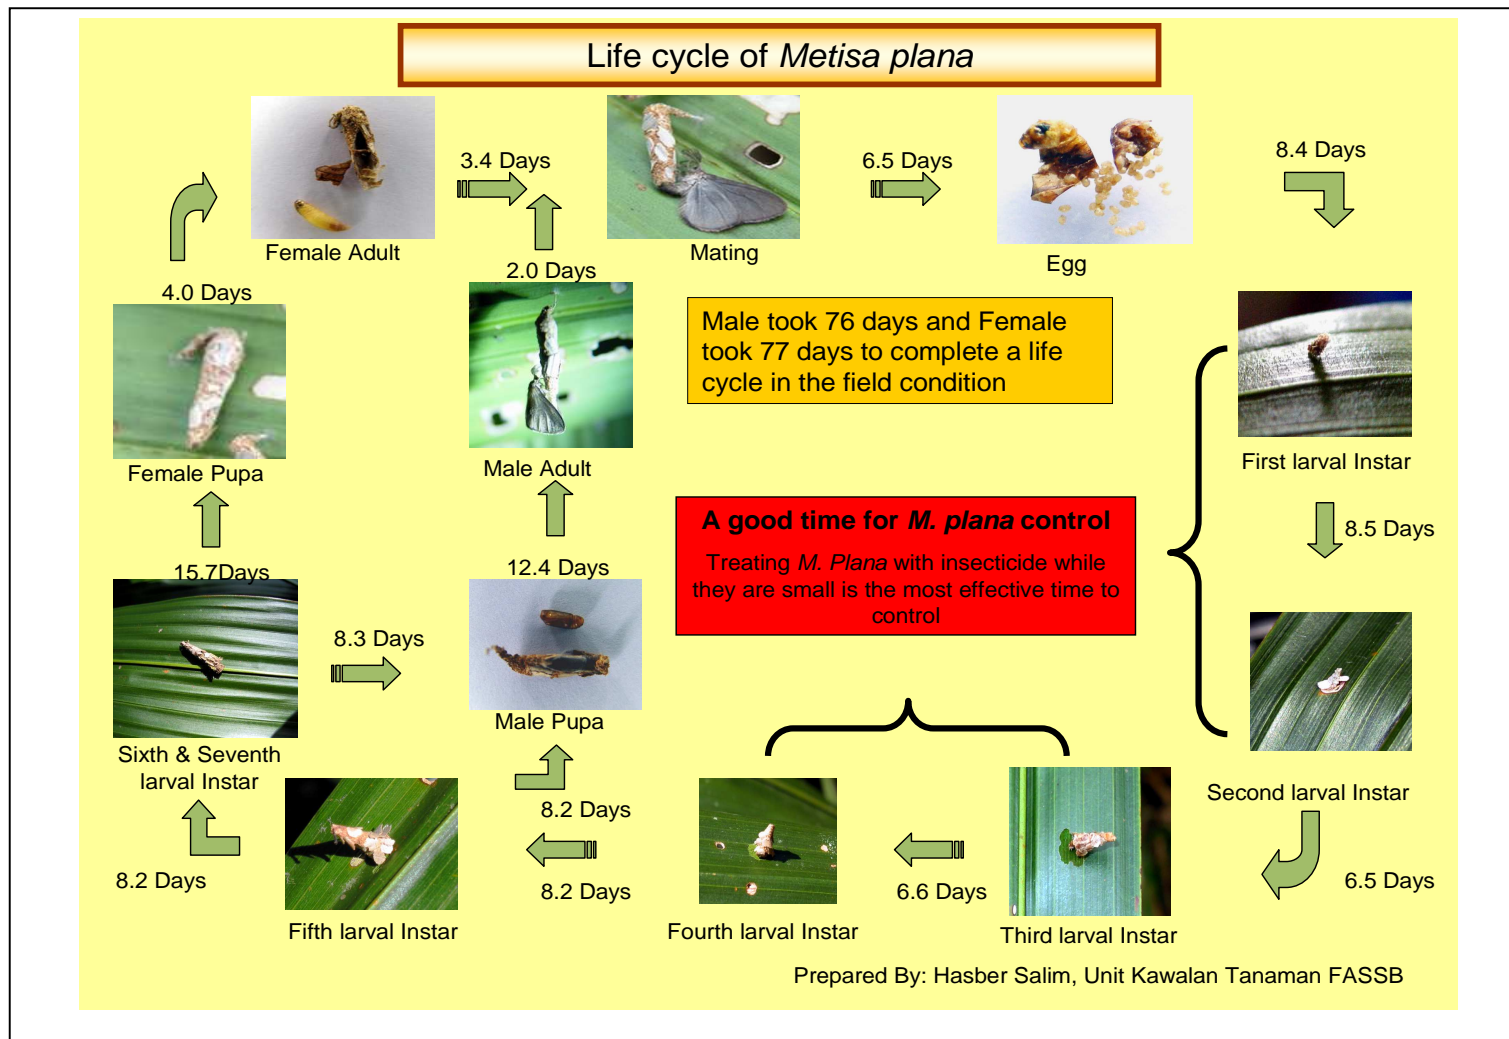 Life cycle of Metisa plana
3.4 Days
6.5 Days
8.4 Days
Female Adult
Mating
Egg
4.0 Days
2.0 Days
Male took 76 days and Female
took 77 days to complete a life
cycle in the field condition
Female Pupa
Male Adult
First larval Instar
A good time for M. plana control
Treating M. Plana with insecticide while
they are small is the most effective time to
control
8.5 Days
15.7Days
12.4 Days
8.3 Days
Male Pupa
Sixth & Seventh
larval Instar
Second larval Instar
8.2 Days
8.2 Days
8.2 Days
6.6 Days
6.5 Days
Fifth larval Instar
Fourth larval Instar
Third larval Instar
Prepared By: Hasber Salim, Unit Kawalan Tanaman FASSB